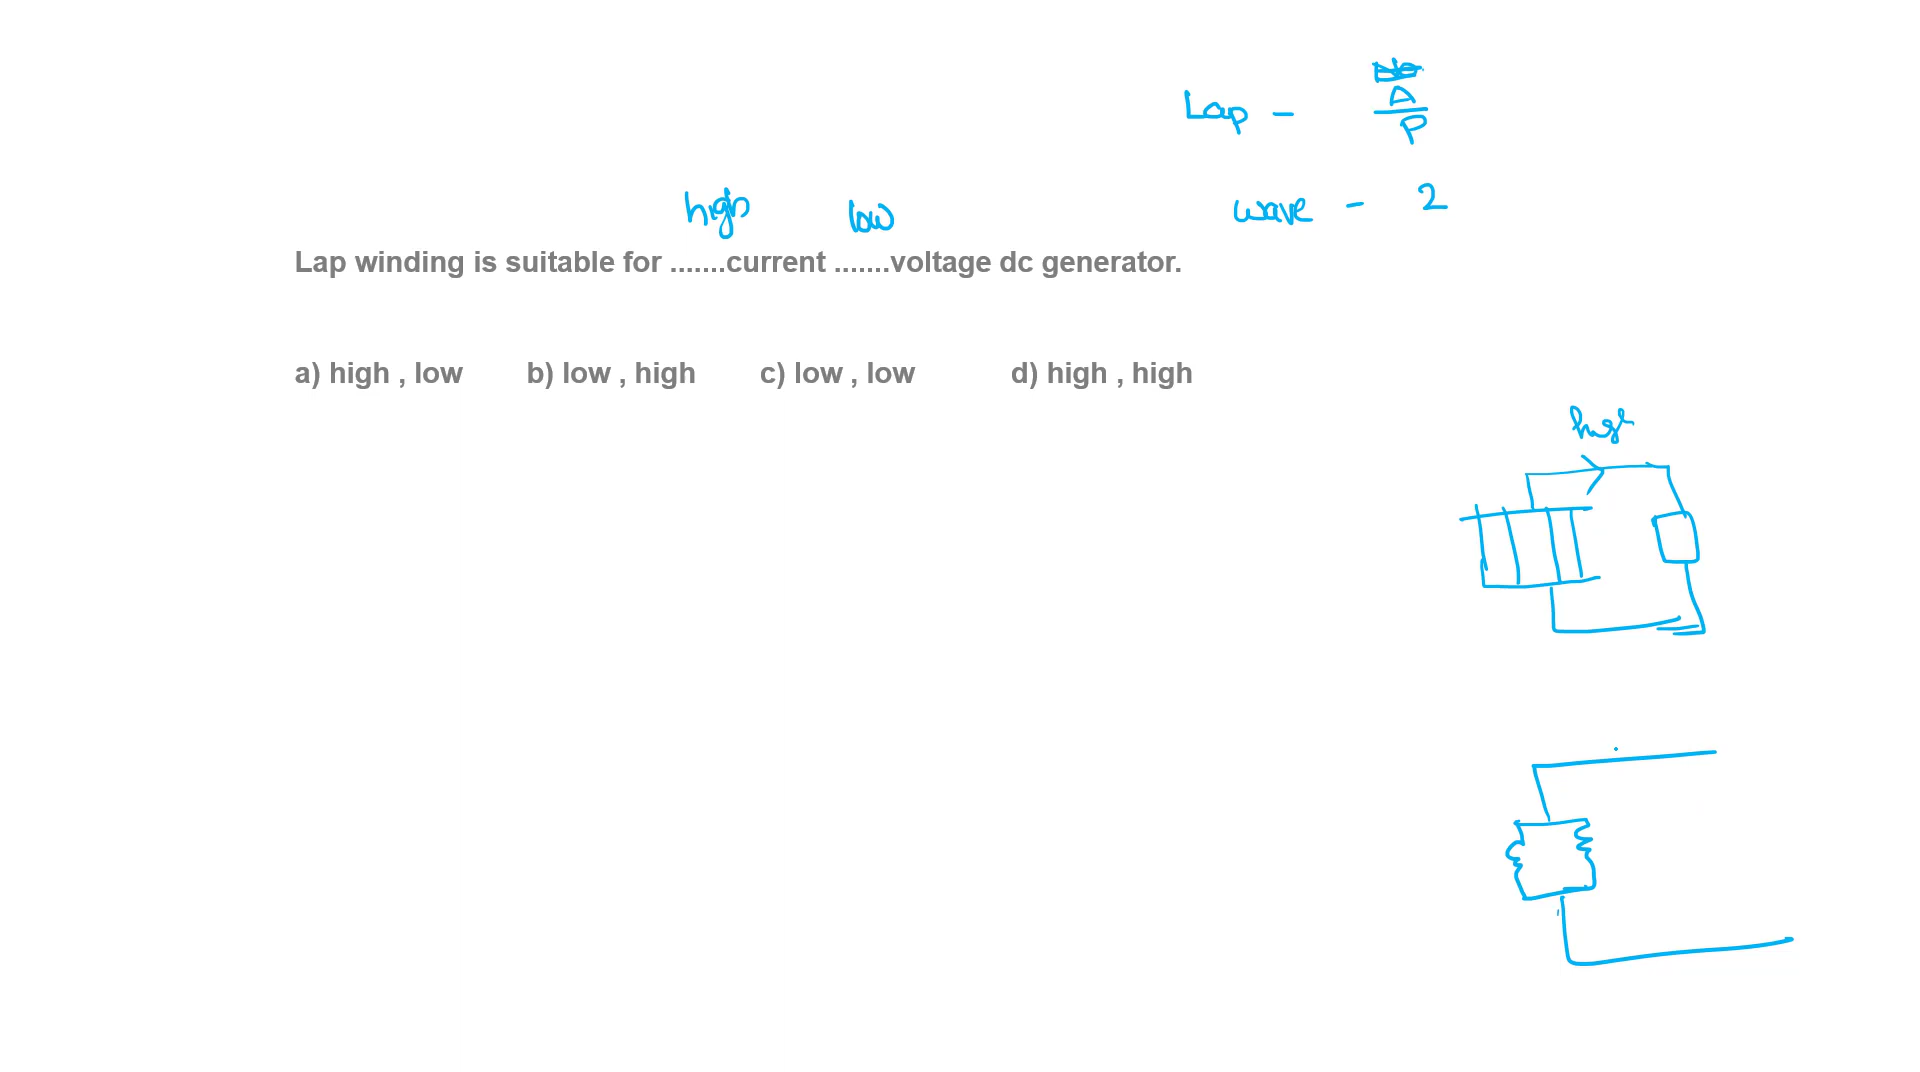 Lap - P
wave - 2
high low
Lap winding is suitable for .......current .......voltage dc generator.
a) high , low b) low , high c) low , low d) high , high
high